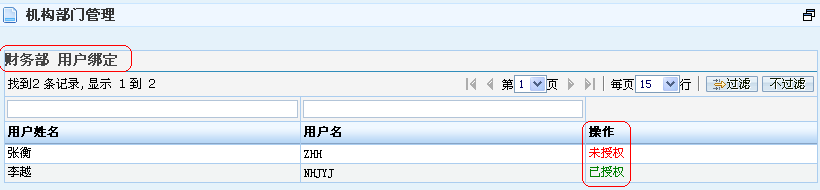 机构部门管理
财务部 用户绑定
找到2 条记录, 显示 1 到 2 第 1 页 每页 15 行 过滤 不过滤
用户姓名 用户名 操作
张衡 ZHH 未授权
李越 NHJYJ 已授权